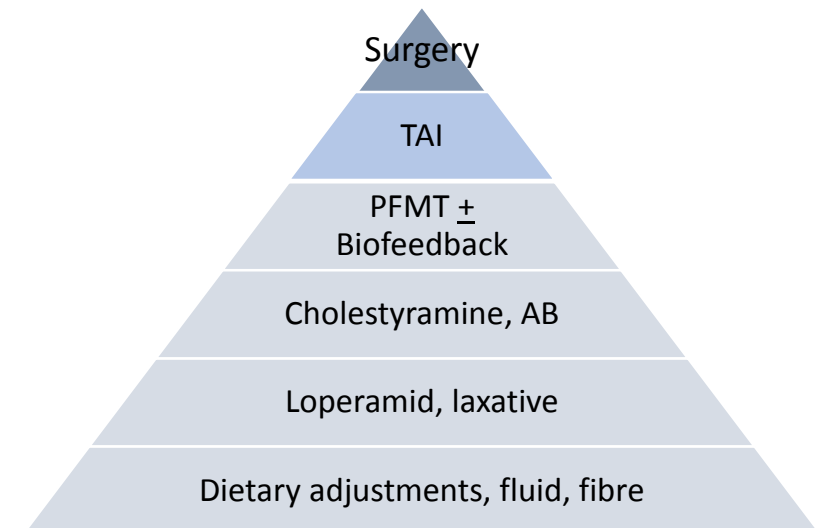 Surgery
TAI
PFMT ±
Biofeedback
Cholestyramine, AB
Loperamid, laxative
Dietary adjustments, fluid, fibre